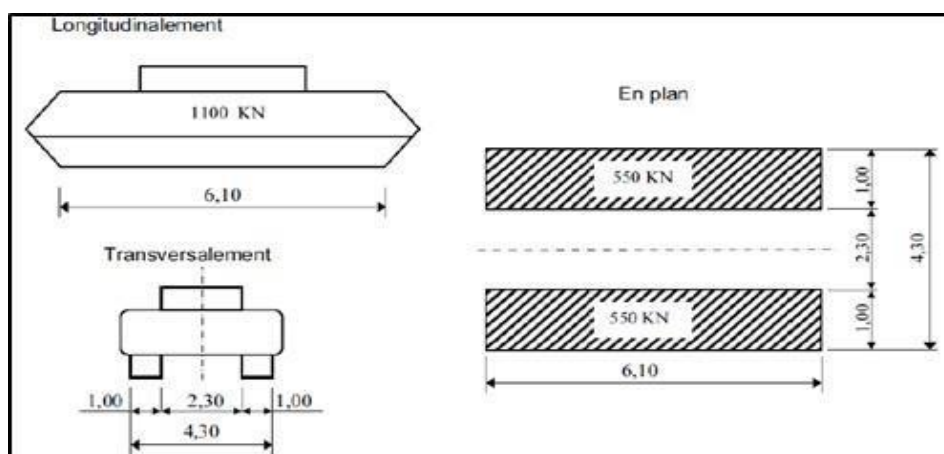 Longitudinalement
1100 KN
6,10
Transversalement
1,00
2,30
1,00
4,30
En plan
550 KN
1,00
2,30
4,30
550 KN
1,00
6,10